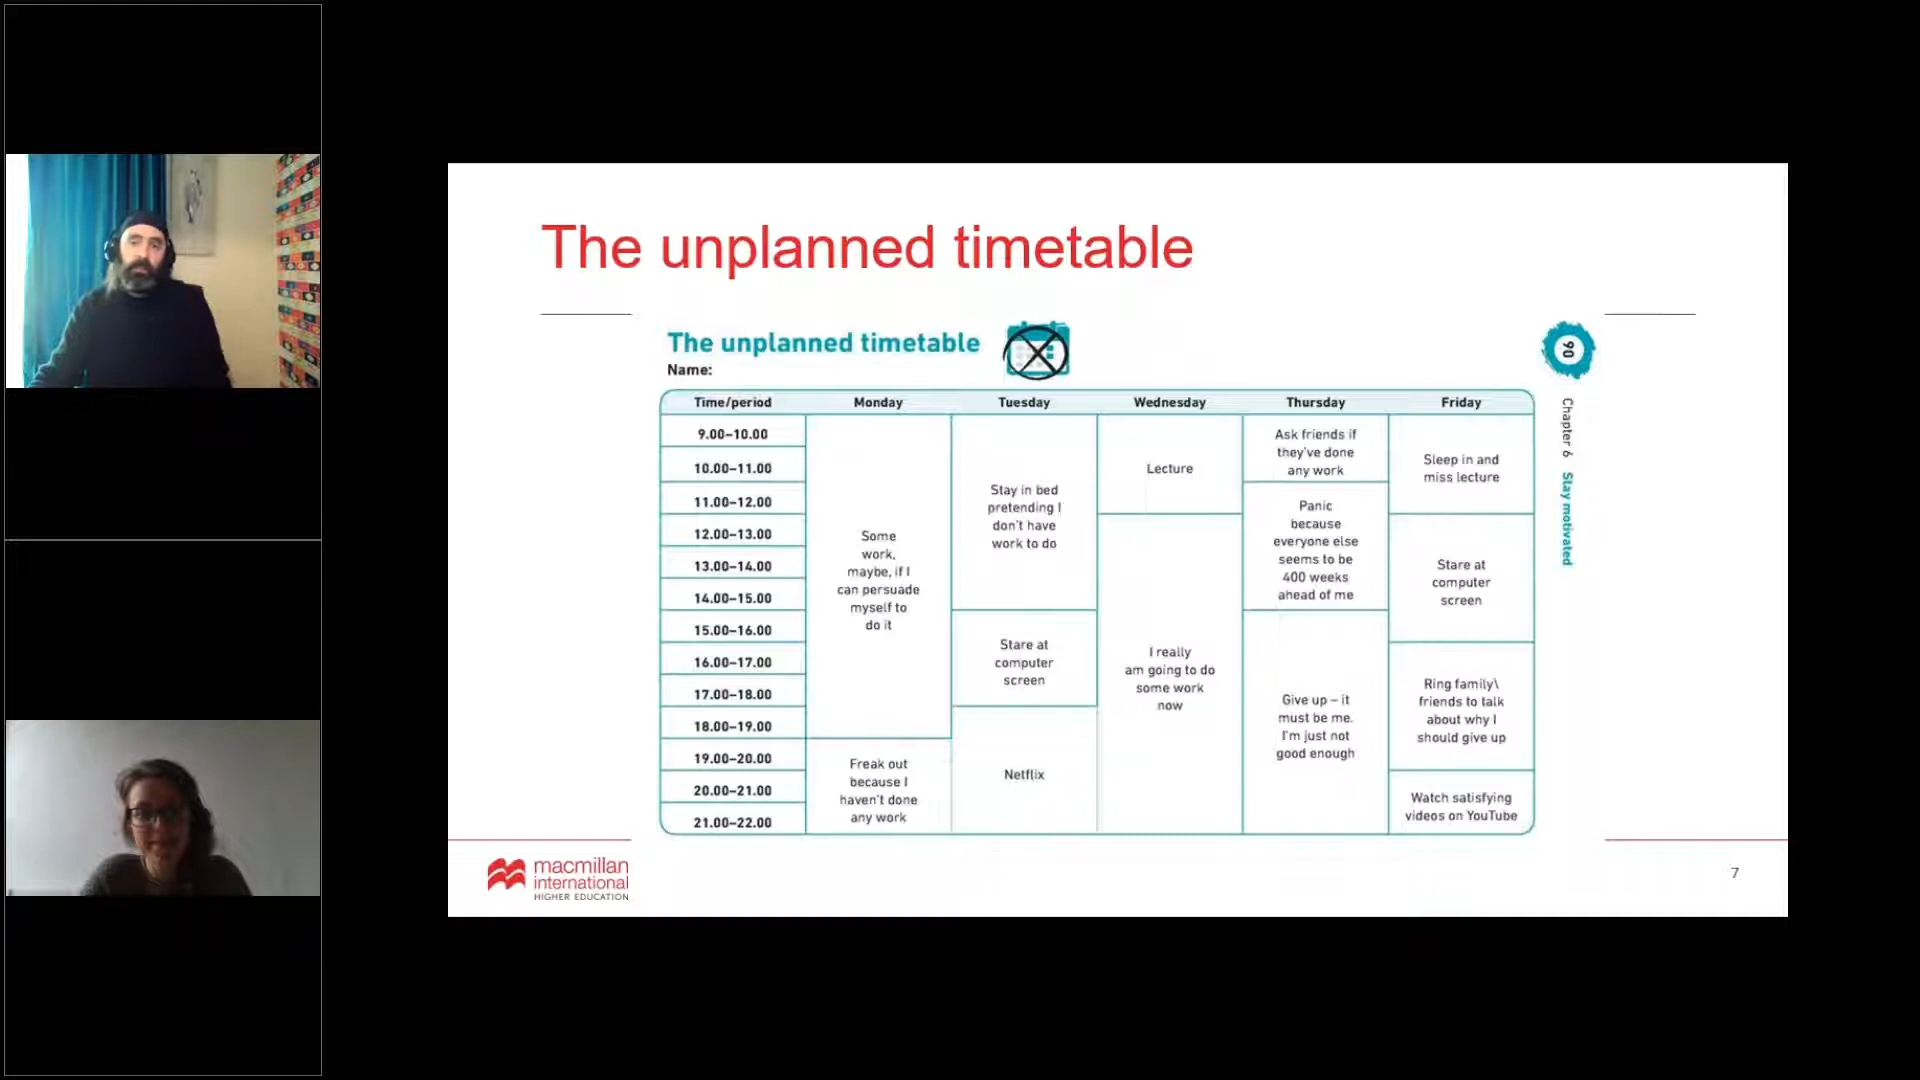 The unplanned timetable
The unplanned timetable
Name:
Time/period Monday Tuesday Wednesday Thursday Friday
9.00–10.00
10.00–11.00
11.00–12.00
12.00–13.00
13.00–14.00
14.00–15.00
15.00–16.00
16.00–17.00
17.00–18.00
18.00–19.00
19.00–20.00
20.00–21.00
21.00–22.00
Some
work,
maybe, if I
can persuade
myself to
do it
Freak out
because I
haven't done
any work
Stay in bed
pretending I
don't have
work to do
Stare at
computer
screen
Netflix
Lecture
I really
am going to do
some work
now
Ask friends if
they've done
any work
Panic
because
everyone else
seems to be
400 weeks
ahead of me
Give up – it
must be me.
I'm just not
good enough
Sleep in and
miss lecture
Stare at
computer
screen
Ring family\
friends to talk
about why I
should give up
Watch satisfying
videos on YouTube
90
Chapter 6 Stay motivated
macmillan
international
HIGHER EDUCATION
7